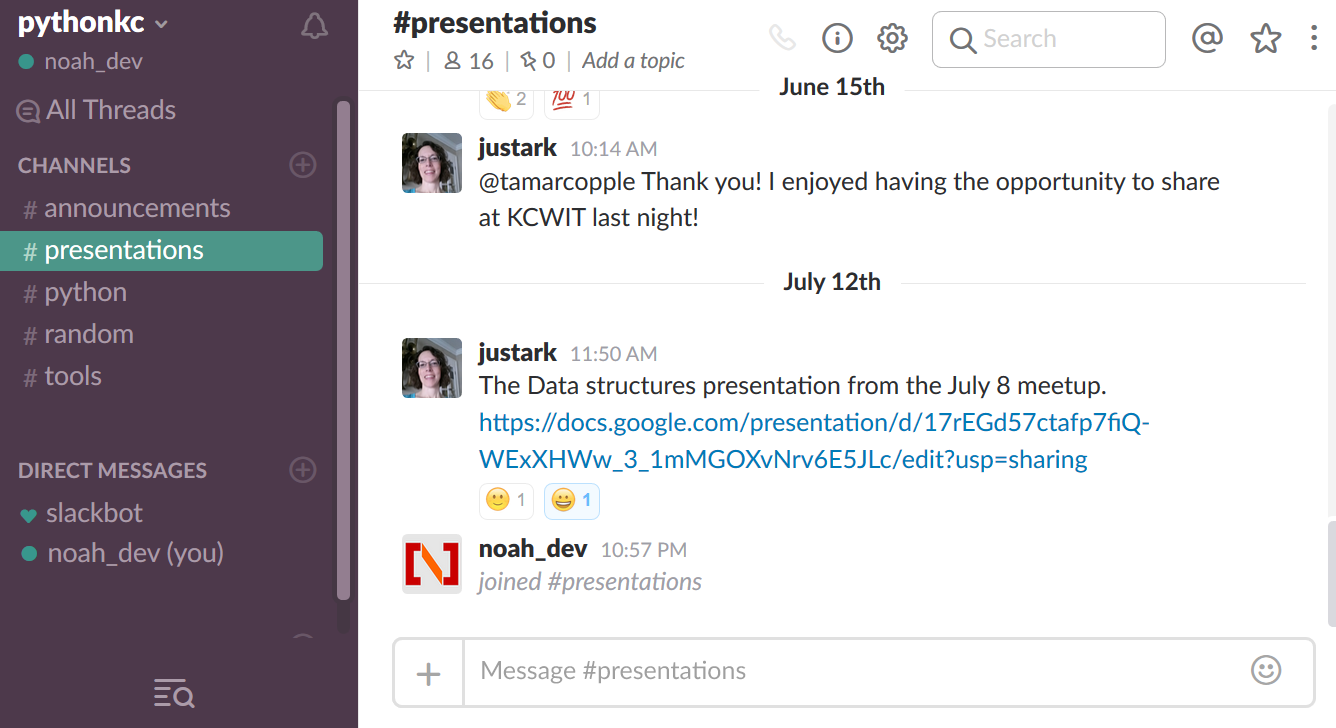 pythonkc
noah_dev
All Threads
CHANNELS
# announcements
# presentations
# python
# random
# tools
DIRECT MESSAGES
slackbot
noah_dev (you)
#presentations
16
0
Add a topic
Search
@
June 15th
2
100 1
justark 10:14 AM
@tamarcopple Thank you! I enjoyed having the opportunity to share
at KCWIT last night!
July 12th
justark 11:50 AM
The Data structures presentation from the July 8 meetup.
https://docs.google.com/presentation/d/17rEGd57ctafp7fiQ-
WExXHWw_3_1mMGOXvNrv6E5JLc/edit?usp=sharing
1
1
[N]
noah_dev 10:57 PM
joined #presentations
+
Message #presentations